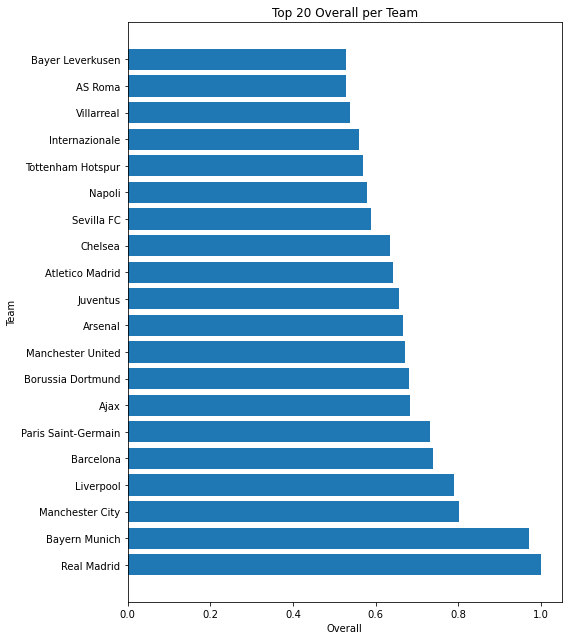 Top 20 Overall per Team
Team
Bayer Leverkusen
AS Roma
Villarreal
Internazionale
Tottenham Hotspur
Napoli
Sevilla FC
Chelsea
Atletico Madrid
Juventus
Arsenal
Manchester United
Borussia Dortmund
Ajax
Paris Saint-Germain
Barcelona
Liverpool
Manchester City
Bayern Munich
Real Madrid
0.0 0.2 0.4 0.6 0.8 1.0
Overall